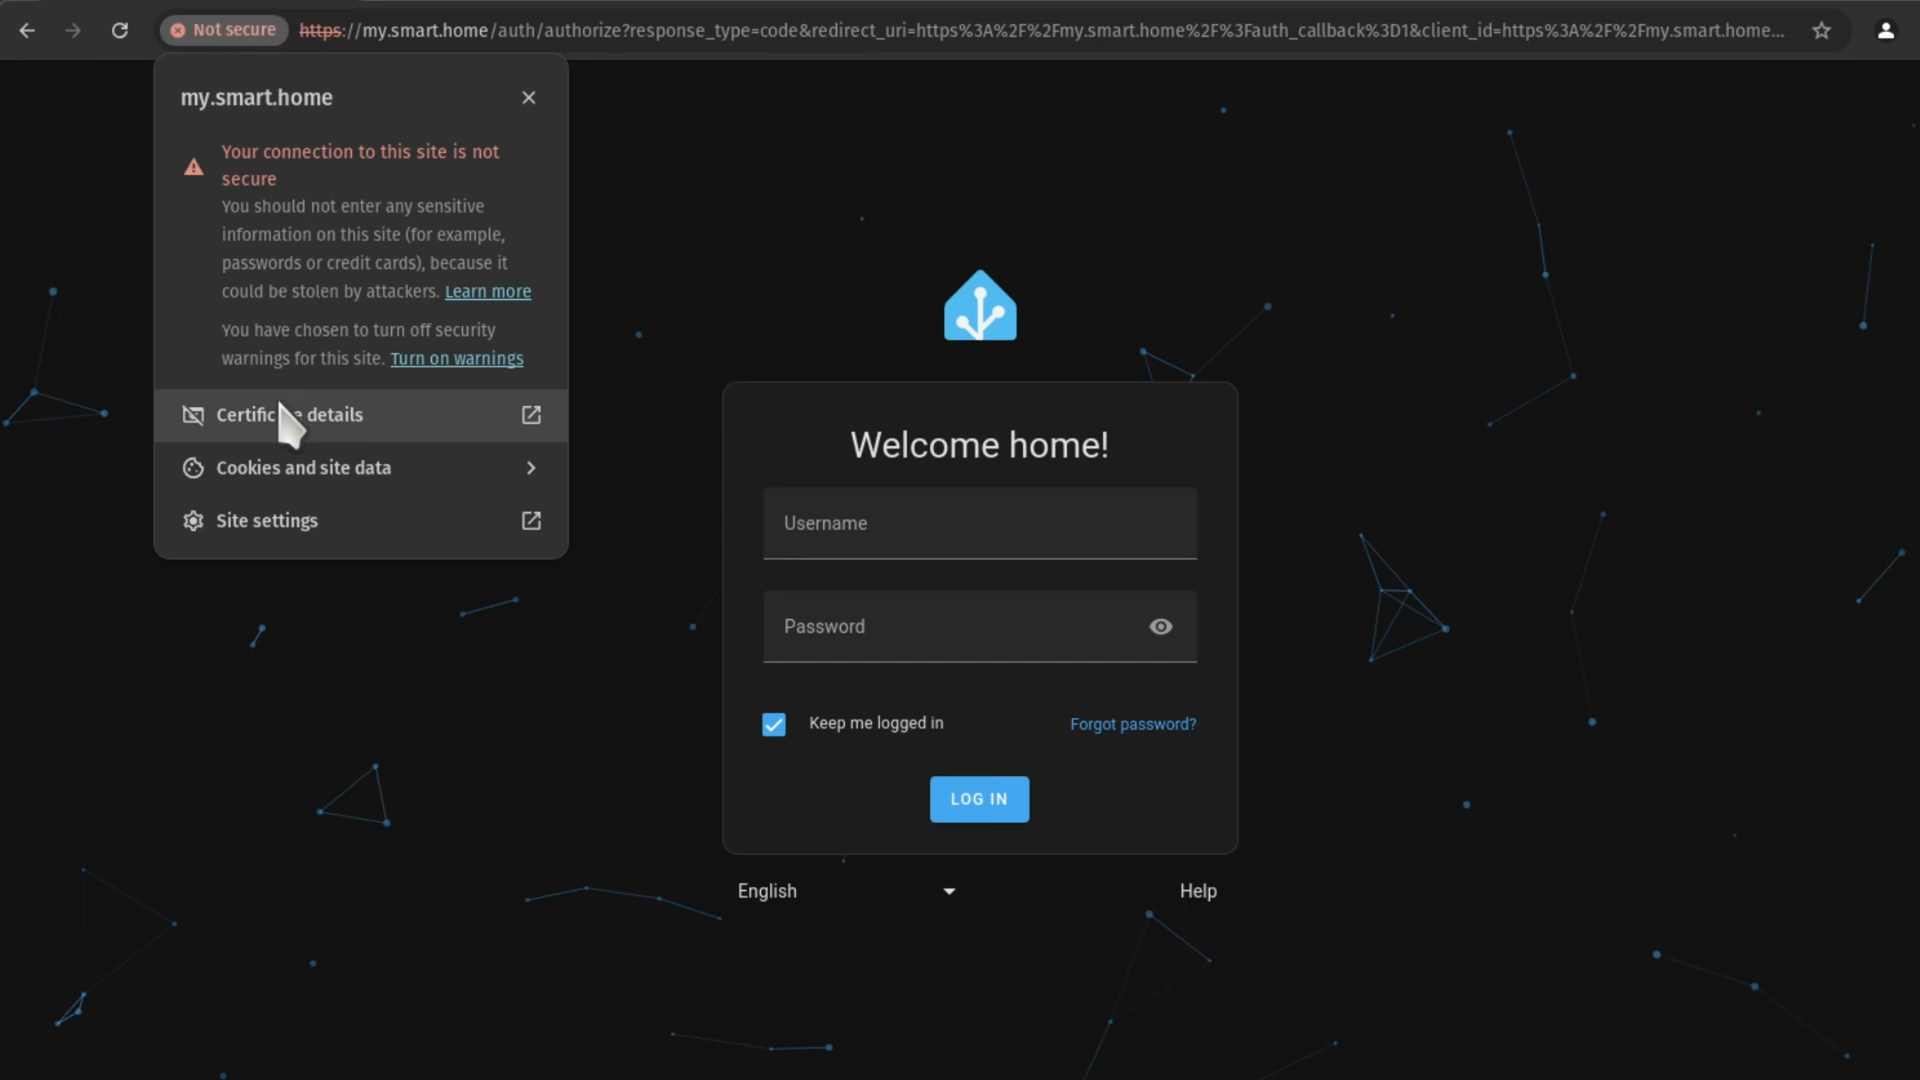 Not secure
https://my.smart.home/auth/authorize?response_type=code&redirect_uri=https%3A%2F%2Fmy.smart.home%2F%3Fauth_callback%3D1&client_id=https%3A%2F%2Fmy.smart.home...
my.smart.home
Your connection to this site is not
secure
You should not enter any sensitive
information on this site (for example,
passwords or credit cards), because it
could be stolen by attackers. Learn more
You have chosen to turn off security
warnings for this site. Turn on warnings
Certificate details
Cookies and site data
Site settings
Welcome home!
Username
Password
Keep me logged in
Forgot password?
LOG IN
English
Help